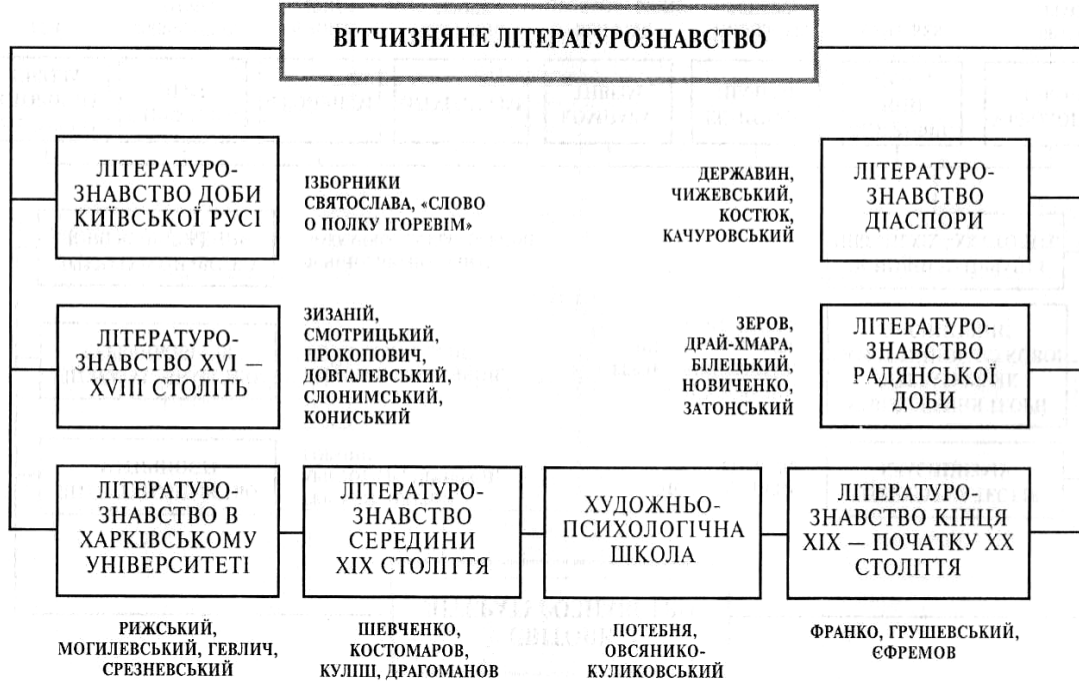 ВІТЧИЗНЯНЕ ЛІТЕРАТУРОЗНАВСТВО
ЛІТЕРАТУРО-
ЗНАВСТВО ДОБИ
КИЇВСЬКОЇ РУСІ
ІЗБОРНИКИ
СВЯТОСЛАВА, «СЛОВО
О ПОЛКУ ІГОРЕВІМ»
ДЕРЖАВИН,
ЧИЖЕВСЬКИЙ,
КОСТЮК,
КАЧУРОВСЬКИЙ
ЛІТЕРАТУРО-
ЗНАВСТВО
ДІАСПОРИ
ЛІТЕРАТУРО-
ЗНАВСТВО XVI —
XVIII СТОЛІТЬ
ЗИЗАНІЙ,
СМОТРИЦЬКИЙ,
ПРОКОПОВИЧ,
ДОВГАЛЕВСЬКИЙ,
СЛОНИМСЬКИЙ,
КОНИСЬКИЙ
ЗЕРОВ,
ДРАЙ-ХМАРА,
БІЛЕЦЬКИЙ,
НОВИЧЕНКО,
ЗАТОНСЬКИЙ
ЛІТЕРАТУРО-
ЗНАВСТВО
РАДЯНСЬКОЇ
ДОБИ
ЛІТЕРАТУРО-
ЗНАВСТВО В
ХАРКІВСЬКОМУ
УНІВЕРСИТЕТІ
ЛІТЕРАТУРО-
ЗНАВСТВО
СЕРЕДИНИ
XIX СТОЛІТТЯ
ХУДОЖНЬО-
ПСИХОЛОГІЧНА
ШКОЛА
ЛІТЕРАТУРО-
ЗНАВСТВО КІНЦЯ
XIX — ПОЧАТКУ XX
СТОЛІТТЯ
РИЖСЬКИЙ,
МОГИЛЕВСЬКИЙ, ГЕВЛИЧ,
СРЕЗНЕВСЬКИЙ
ШЕВЧЕНКО,
КОСТОМАРОВ,
КУЛІШ, ДРАГОМАНОВ
ПОТЕБНЯ,
ОВСЯНИКО-
КУЛИКОВСЬКИЙ
ФРАНКО, ГРУШЕВСЬКИЙ,
ЄФРЕМОВ